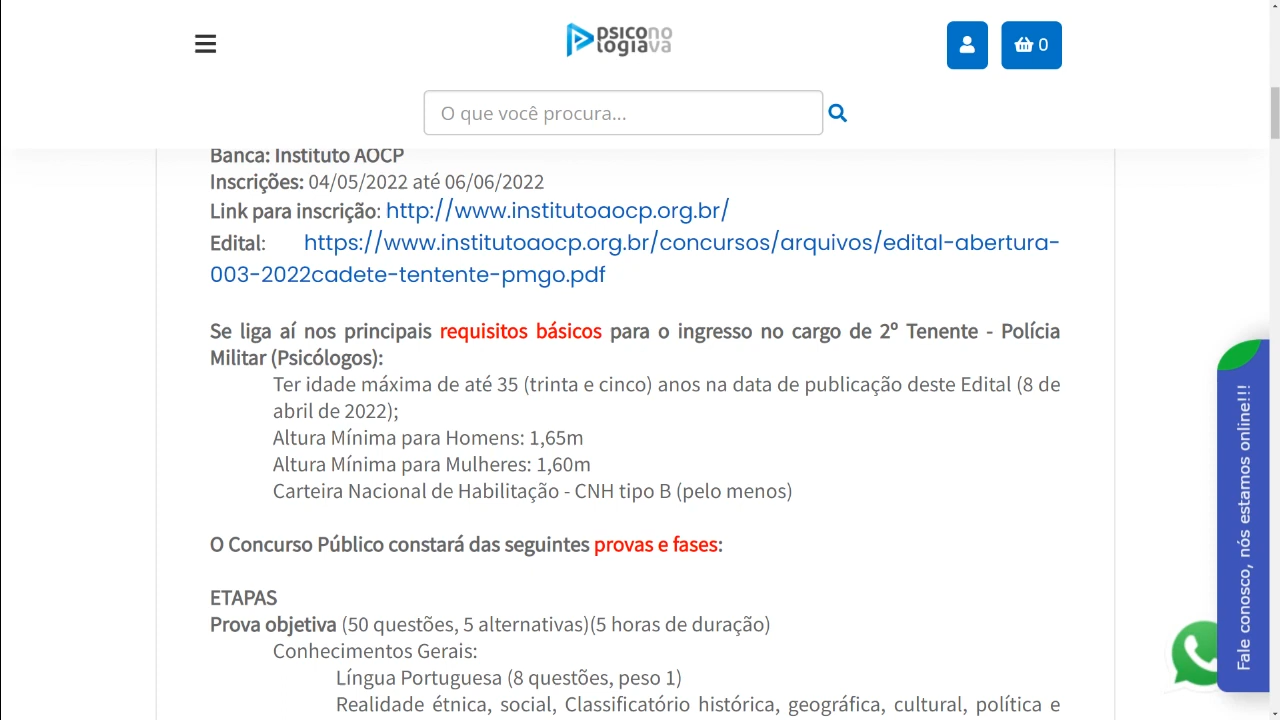 psicono
logiava
0
O que você procura...
Banca: Instituto AOCP
Inscrições: 04/05/2022 até 06/06/2022
Link para inscrição: http://www.institutoaocp.org.br/
Edital: https://www.institutoaocp.org.br/concursos/arquivos/edital-abertura-
003-2022cadete-tentente-pmgo.pdf
Se liga aí nos principais requisitos básicos para o ingresso no cargo de 2º Tenente - Polícia
Militar (Psicólogos):
Ter idade máxima de até 35 (trinta e cinco) anos na data de publicação deste Edital (8 de
abril de 2022);
Altura Mínima para Homens: 1,65m
Altura Mínima para Mulheres: 1,60m
Carteira Nacional de Habilitação - CNH tipo B (pelo menos)
O Concurso Público constará das seguintes provas e fases:
ETAPAS
Prova objetiva (50 questões, 5 alternativas)(5 horas de duração)
Conhecimentos Gerais:
Língua Portuguesa (8 questões, peso 1)
Realidade étnica, social, Classificatório histórica, geográfica, cultural, política e
Fale conosco, nós estamos online!!!